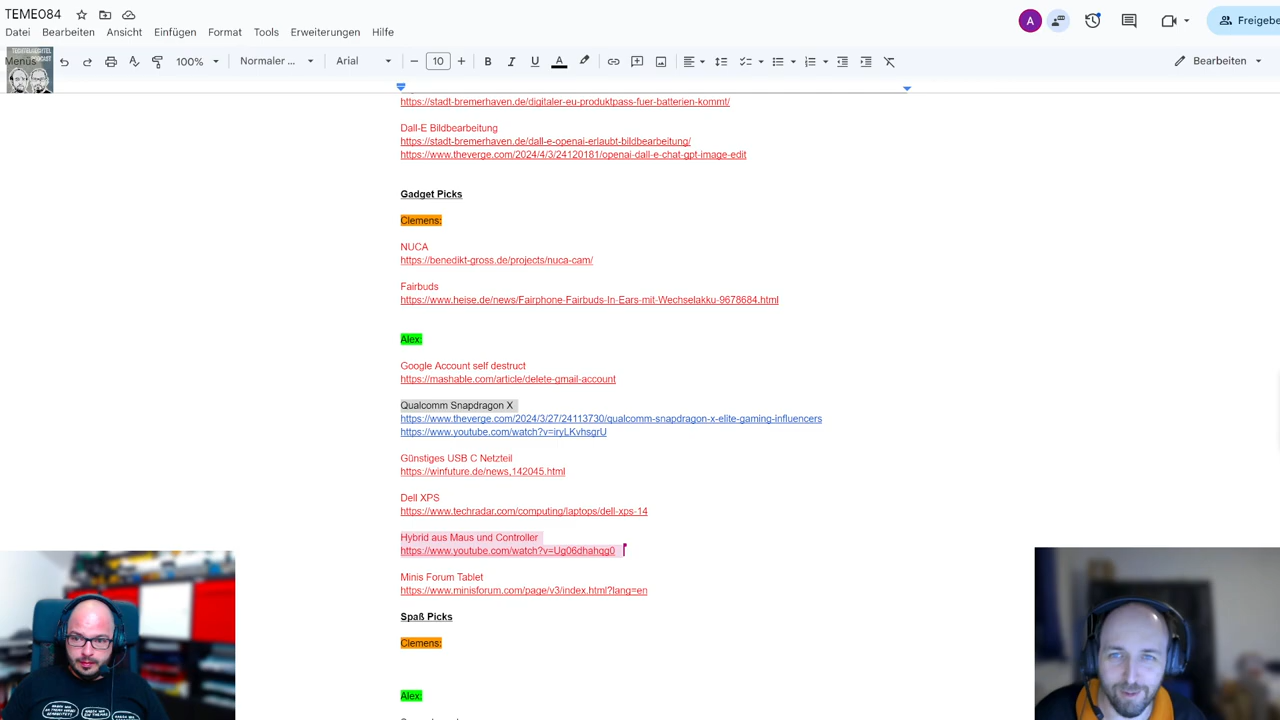 TEME084
Datei Bearbeiten Ansicht Einfügen Format Tools Erweiterungen Hilfe
A
Freigebe
Menüs
TECHTELMECHTEL
PODCAST
100%
Normaler ...
Arial
10
Bearbeiten
https://stadt-bremerhaven.de/digitaler-eu-produktpass-fuer-batterien-kommt/
Dall-E Bildbearbeitung
https://stadt-bremerhaven.de/dall-e-openai-erlaubt-bildbearbeitung/
https://www.theverge.com/2024/4/3/24120181/openai-dall-e-chat-gpt-image-edit
Gadget Picks
Clemens:
NUCA
https://benedikt-gross.de/projects/nuca-cam/
Fairbuds
https://www.heise.de/news/Fairphone-Fairbuds-In-Ears-mit-Wechselakku-9678684.html
Alex:
Google Account self destruct
https://mashable.com/article/delete-gmail-account
Qualcomm Snapdragon X
https://www.theverge.com/2024/3/27/24113730/qualcomm-snapdragon-x-elite-gaming-influencers
https://www.youtube.com/watch?v=iryLKvhsgrU
Günstiges USB C Netzteil
https://winfuture.de/news,142045.html
Dell XPS
https://www.techradar.com/computing/laptops/dell-xps-14
Hybrid aus Maus und Controller
https://www.youtube.com/watch?v=Ug06dhahqg0
Minis Forum Tablet
https://www.minisforum.com/page/v3/index.html?lang=en
Spaß Picks
Clemens:
Alex: